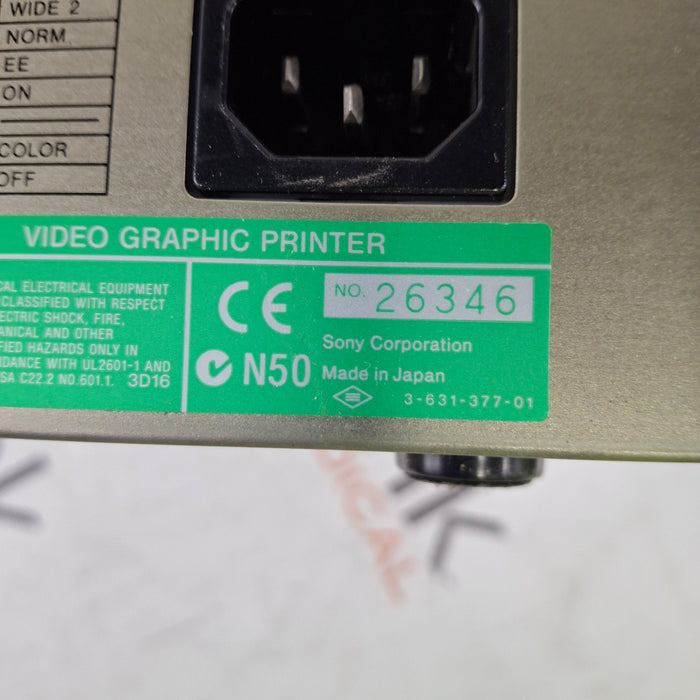 WIDE 2
NORM
EE
ON
COLOR
OFF
VIDEO GRAPHIC PRINTER
CAL ELECTRICAL EQUIPMENT
CLASSIFIED WITH RESPECT
ECTRIC SHOCK, FIRE,
ANICAL AND OTHER
FIED HAZARDS ONLY IN
DANCE WITH UL2601-1 AND
SA C22.2 NO.601.1. 3D16
CE
NO. 26346
Sony Corporation
N50 Made in Japan
3-631-377-01
DICAL